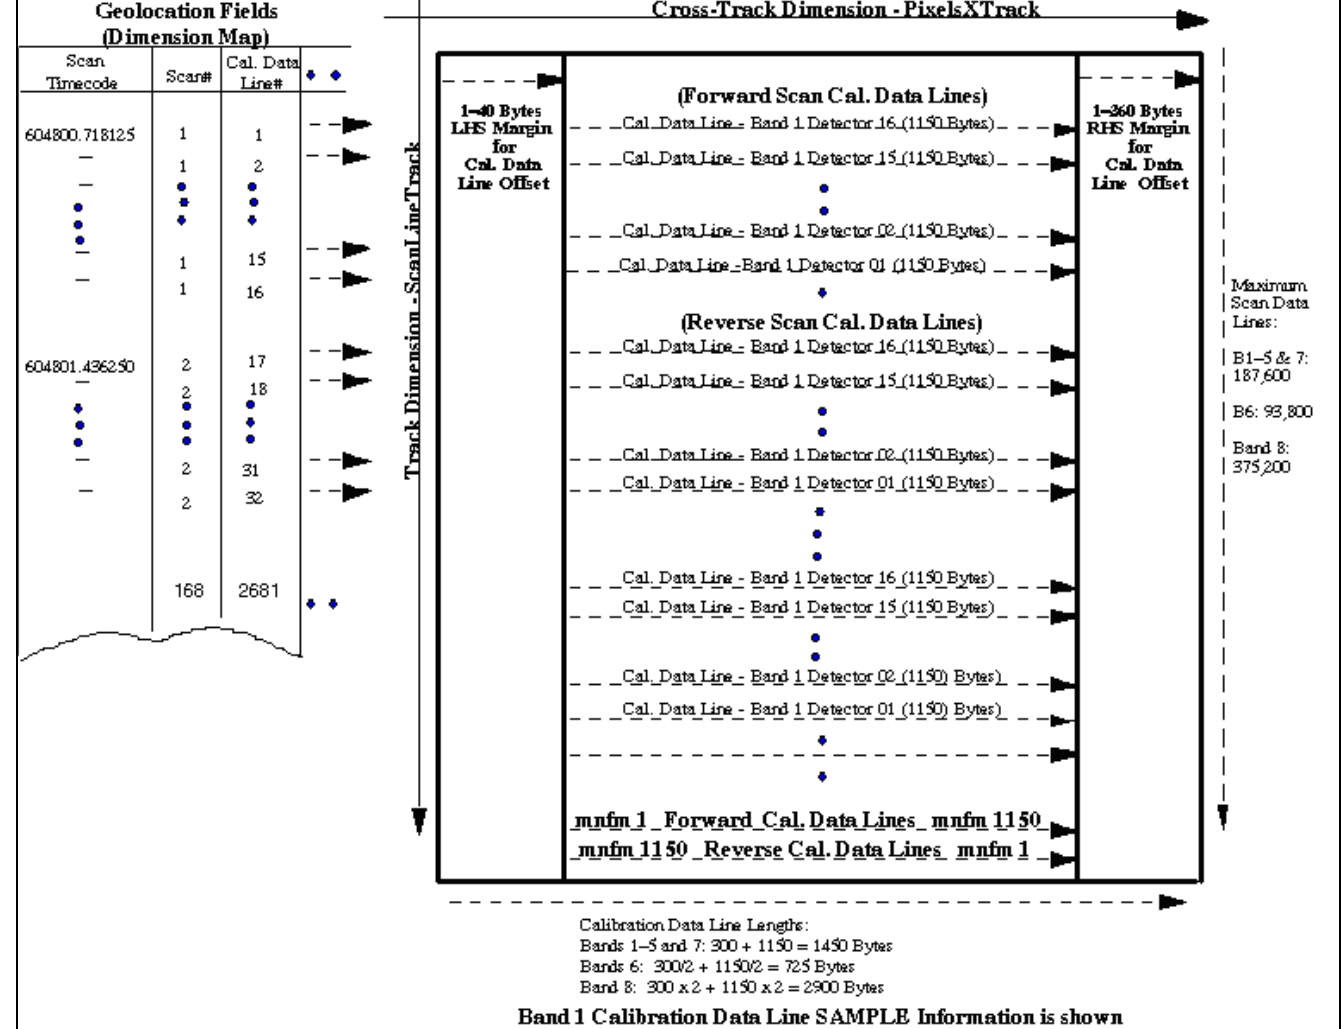 Geolocation Fields
(Dimension Map)
Cross-Track Dimension - PixelsXTrack
Scan
Timecode
Scan#
Cal. Data
Line#
604800.718125 1 1
1 2
1 15
1 16
604801.436250 2 17
2 18
2 31
2 32
168 2681
Track Dimension - ScanLineTrack
1–40 Bytes
LHS Margin
for
Cal. Data
Line Offset
(Forward Scan Cal. Data Lines)
Cal. Data Line - Band 1 Detector 16 (1150 Bytes)
Cal. Data Line - Band 1 Detector 15 (1150 Bytes)
Cal. Data Line - Band 1 Detector 02 (1150 Bytes)
Cal. Data Line -Band 1 Detector 01 (1150 Bytes)
(Reverse Scan Cal. Data Lines)
Cal. Data Line - Band 1 Detector 16 (1150 Bytes)
Cal. Data Line - Band 1 Detector 15 (1150 Bytes)
Cal. Data Line - Band 1 Detector 02 (1150 Bytes)
Cal. Data Line - Band 1 Detector 01 (1150 Bytes)
Cal. Data Line - Band 1 Detector 16 (1150 Bytes)
Cal. Data Line - Band 1 Detector 15 (1150 Bytes)
Cal. Data Line - Band 1 Detector 02 (1150) Bytes)
Cal. Data Line - Band 1 Detector 01 (1150) Bytes)
mnfm 1 Forward Cal. Data Lines mnfm 1150
mnfm 1150 Reverse Cal. Data Lines mnfm 1
1–260 Bytes
RHS Margin
for
Cal. Data
Line Offset
Maximum
Scan Data
Lines:
B1–5 & 7:
187,600
B6: 93,800
Band 8:
375,200
Calibration Data Line Lengths:
Bands 1–5 and 7: 300 + 1150 = 1450 Bytes
Bands 6: 300/2 + 1150/2 = 725 Bytes
Band 8: 300 x 2 + 1150 x 2 = 2900 Bytes
Band 1 Calibration Data Line SAMPLE Information is shown